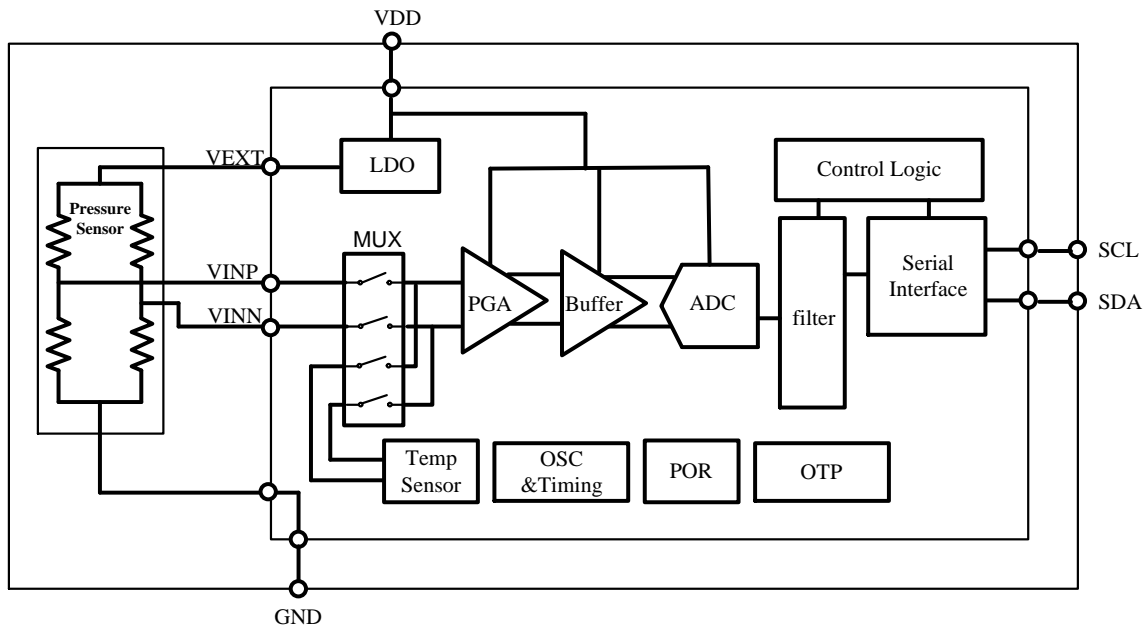 VDD
VEXT
LDO
Control Logic
Pressure
Sensor
MUX
VINP
PGA
Buffer
ADC
filter
Serial
Interface
SCL
SDA
VINN
Temp
Sensor
OSC
&Timing
POR
OTP
GND